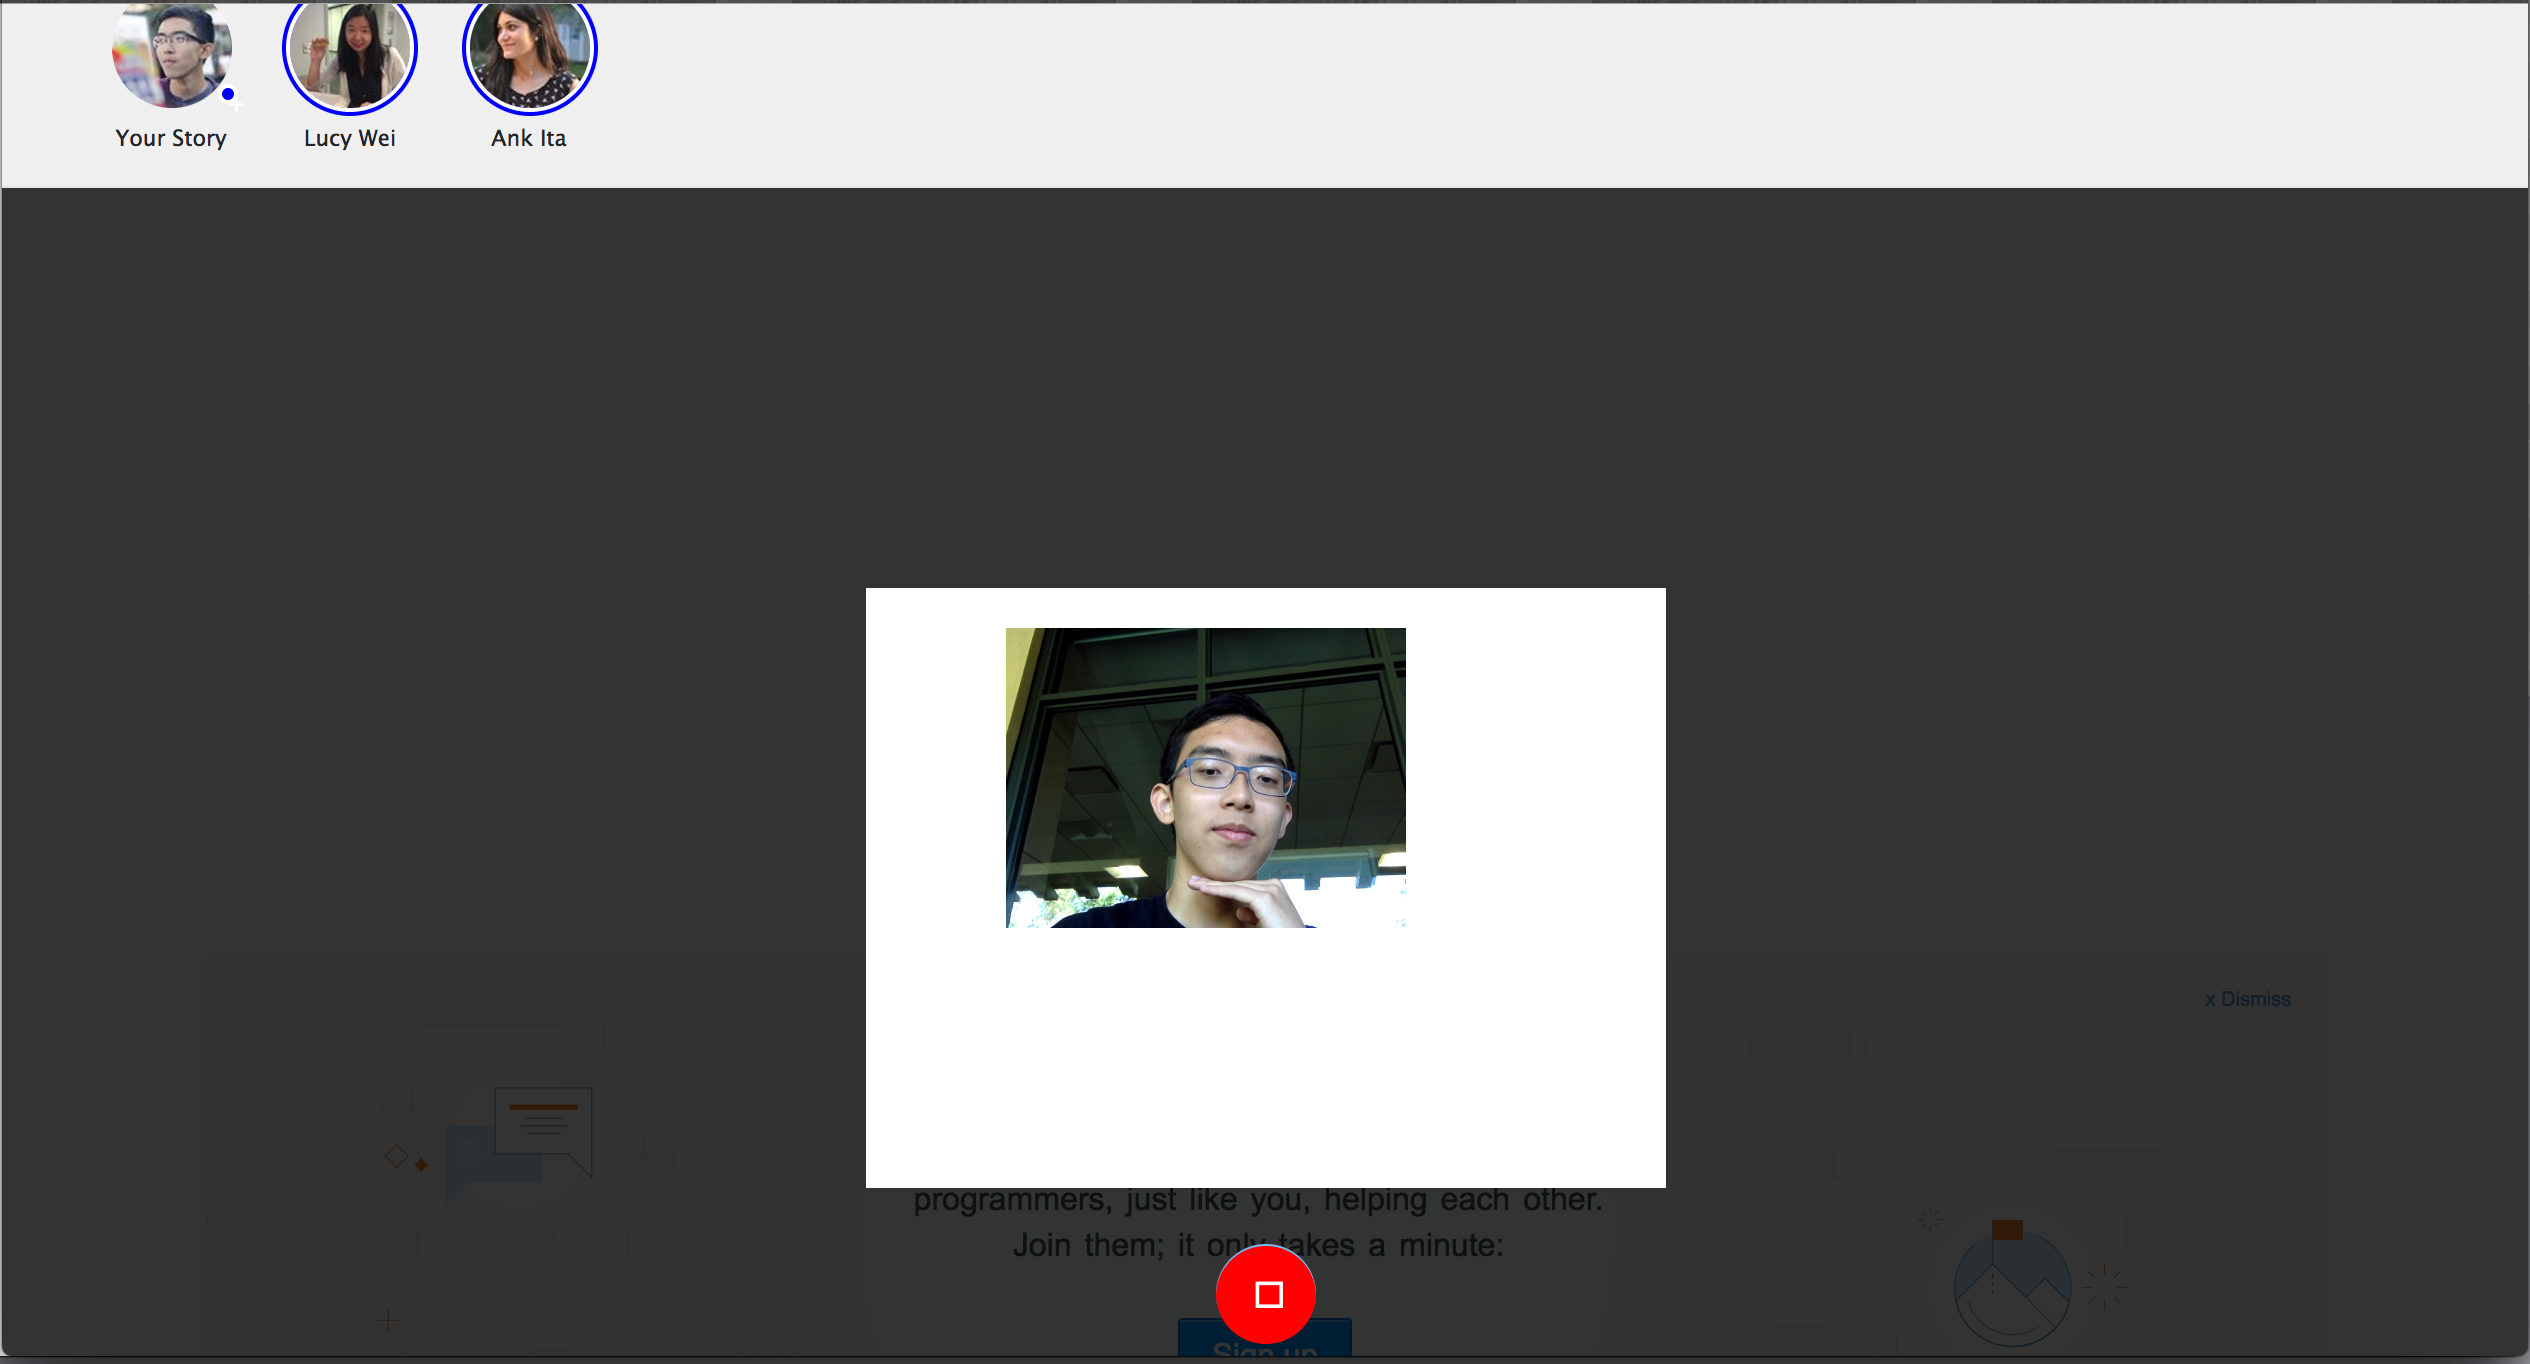 Your Story
Lucy Wei
Ank Ita
x Dismiss
programmers, just like you, helping each other.
Join them; it only takes a minute:
Sign up